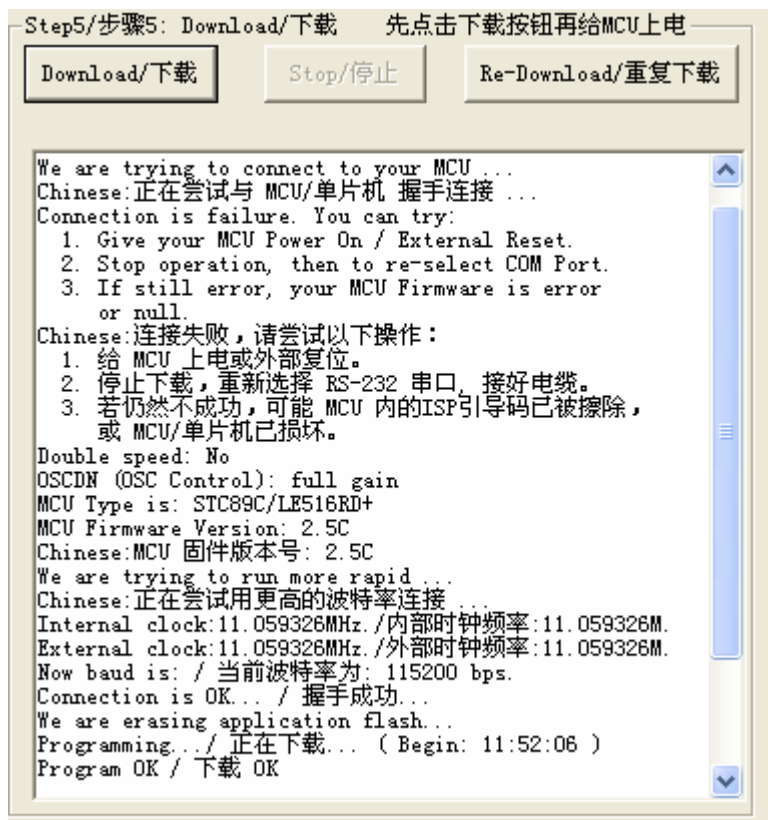 Step5/步骤5: Download/下载 先点击下载按钮再给MCU上电
Download/下载 Stop/停止 Re-Download/重复下载
We are trying to connect to your MCU ...
Chinese:正在尝试与 MCU/单片机 握手连接 ...
Connection is failure. You can try:
1. Give your MCU Power On / External Reset.
2. Stop operation, then to re-select COM Port.
3. If still error, your MCU Firmware is error
or null.
Chinese:连接失败，请尝试以下操作：
1. 给 MCU 上电或外部复位。
2. 停止下载，重新选择 RS-232 串口, 接好电缆。
3. 若仍然不成功，可能 MCU 内的ISP引导码已被擦除，
或 MCU/单片机已损坏。
Double speed: No
OSCDN (OSC Control): full gain
MCU Type is: STC89C/LE516RD+
MCU Firmware Version: 2.5C
Chinese:MCU 固件版本号: 2.5C
We are trying to run more rapid ...
Chinese:正在尝试用更高的波特率连接 ...
Internal clock:11.059326MHz./内部时钟频率:11.059326M.
External clock:11.059326MHz./外部时钟频率:11.059326M.
Now baud is: / 当前波特率为: 115200 bps.
Connection is OK... / 握手成功...
We are erasing application flash...
Programming.../ 正在下载... ( Begin: 11:52:06 )
Program OK / 下载 OK